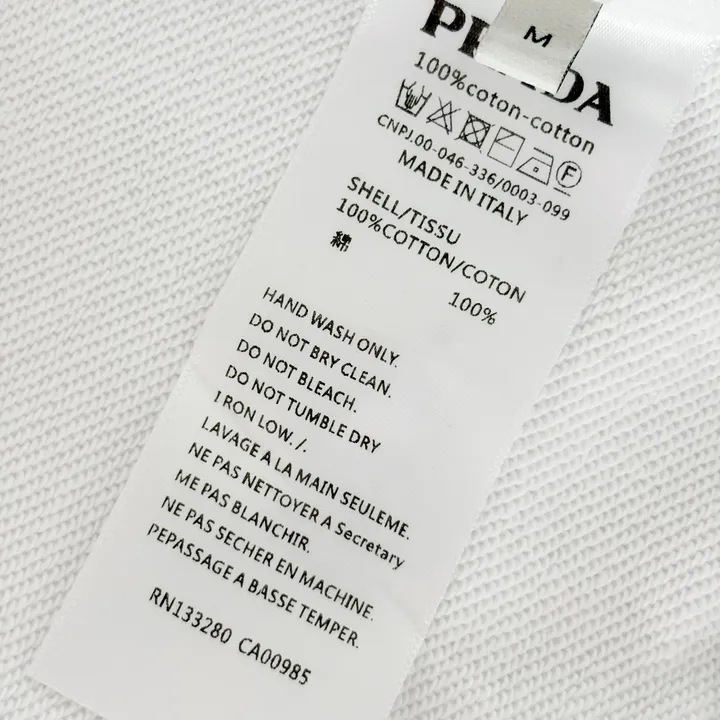 M
PRADA
100%coton-cotton
F
CNPJ.00-046-336/0003-099
MADE IN ITALY
SHELL/TISSU
100%COTTON/COTON
綿
100%
HAND WASH ONLY.
DO NOT BRY CLEAN.
DO NOT BLEACH.
DO NOT TUMBLE DRY
IRON LOW. /.
LAVAGE A LA MAIN SEULEME.
NE PAS NETTOYER A Secretary
ME PAS BLANCHIR.
NE PAS SECHER EN MACHINE.
PEPASSAGE A BASSE TEMPER.
RN133280 CA00985